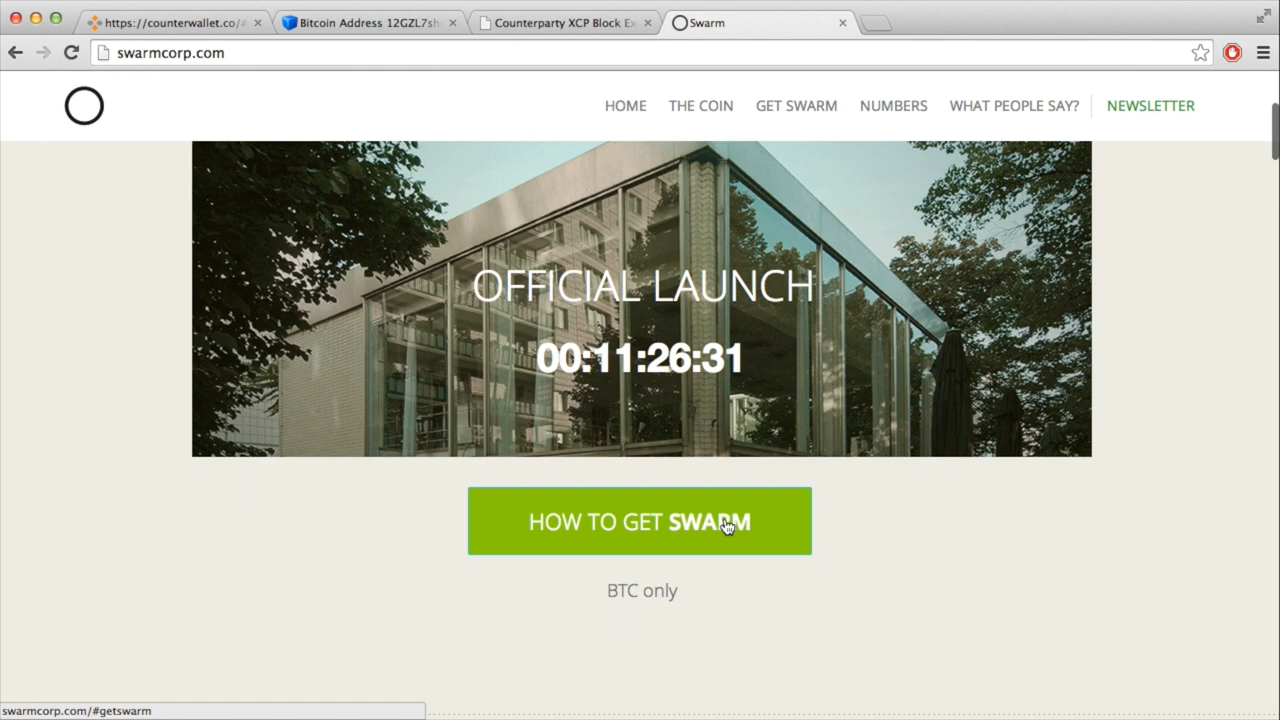 https://counterwallet.co/#
Bitcoin Address 12GZL7sh
Counterparty XCP Block Ex
Swarm
swarmcorp.com
HOME
THE COIN
GET SWARM
NUMBERS
WHAT PEOPLE SAY?
NEWSLETTER
OFFICIAL LAUNCH
00:11:26:31
HOW TO GET SWARM
BTC only
swarmcorp.com/#getswarm